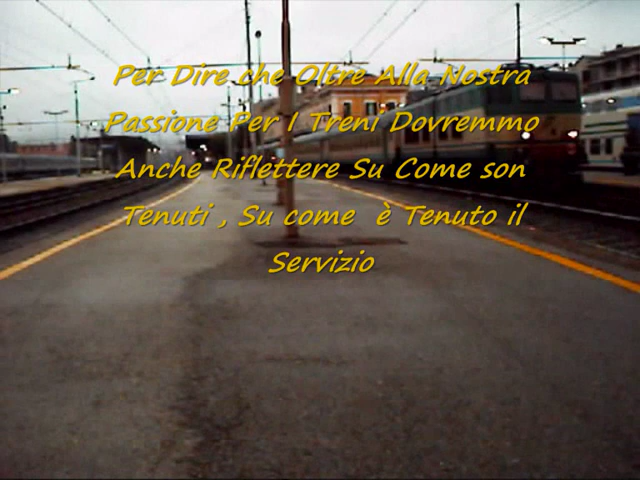 Per Dire che Oltre Alla Nostra
Passione Per I Treni Dovremmo
Anche Riflettere Su Come son
Tenuti , Su come è Tenuto il
Servizio